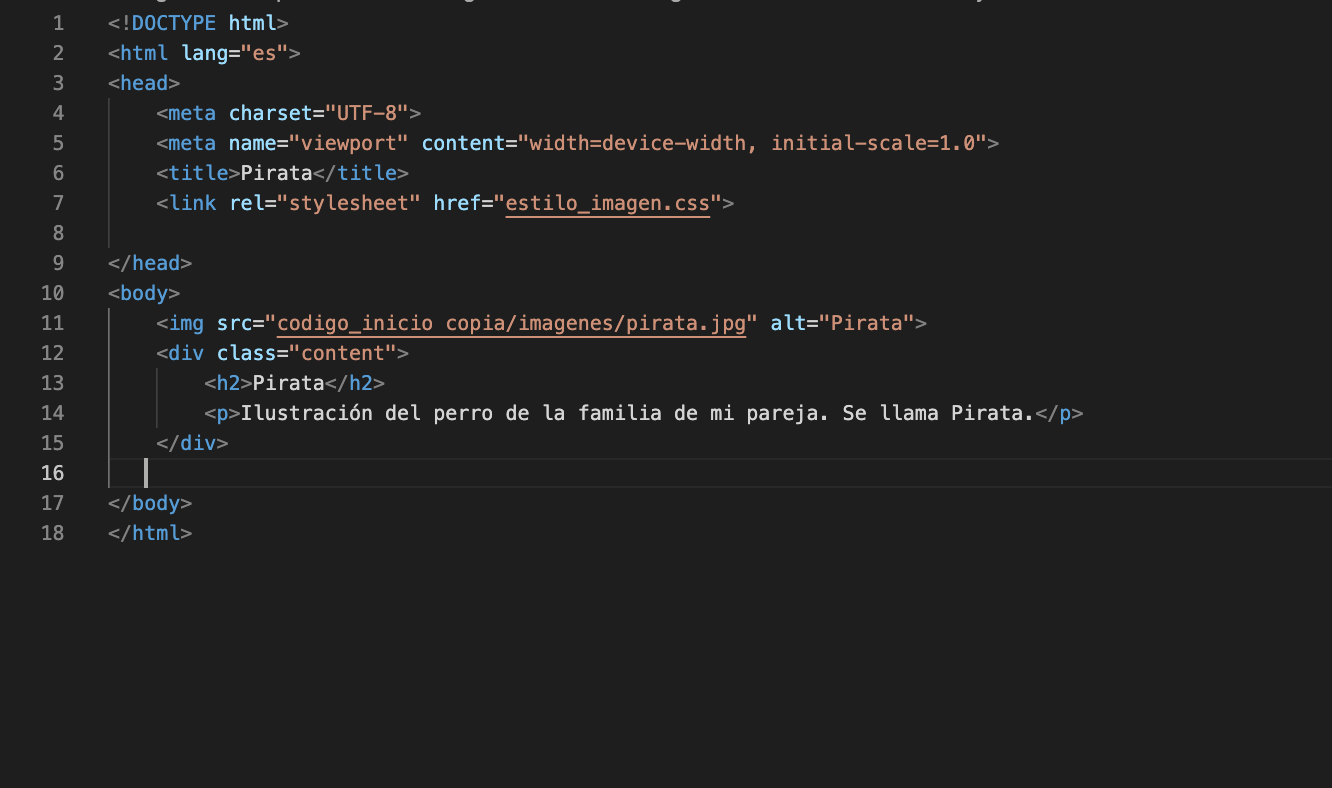 1 <!DOCTYPE html>
2 <html lang="es">
3 <head>
4     <meta charset="UTF-8">
5     <meta name="viewport" content="width=device-width, initial-scale=1.0">
6     <title>Pirata</title>
7     <link rel="stylesheet" href="estilo_imagen.css">
8
9 </head>
10 <body>
11     <img src="codigo_inicio copia/imagenes/pirata.jpg" alt="Pirata">
12     <div class="content">
13         <h2>Pirata</h2>
14         <p>Ilustración del perro de la familia de mi pareja. Se llama Pirata.</p>
15     </div>
16
17 </body>
18 </html>